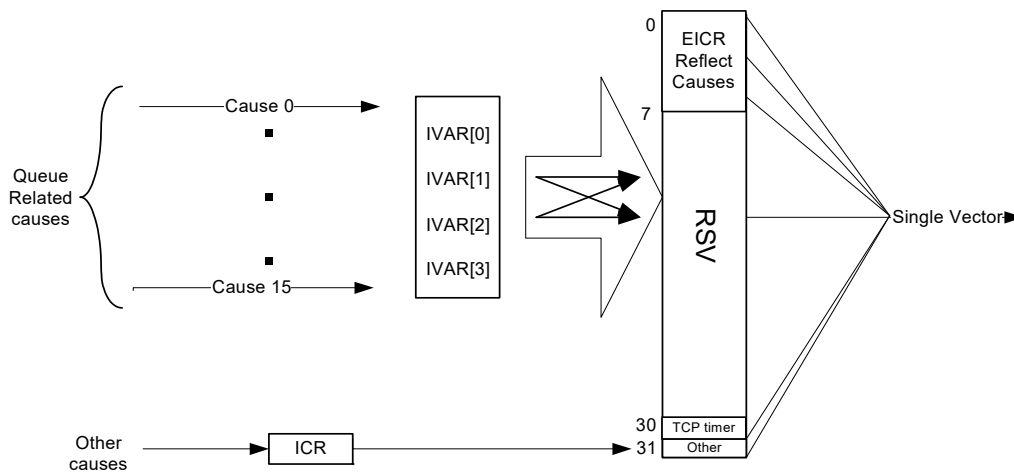 0
EICR
Reflect
Causes
7
Cause 0
IVAR[0]
IVAR[1]
IVAR[2]
IVAR[3]
Queue
Related
causes
RSV
Single Vector
Cause 15
30
TCP timer
31
Other
Other
causes
ICR